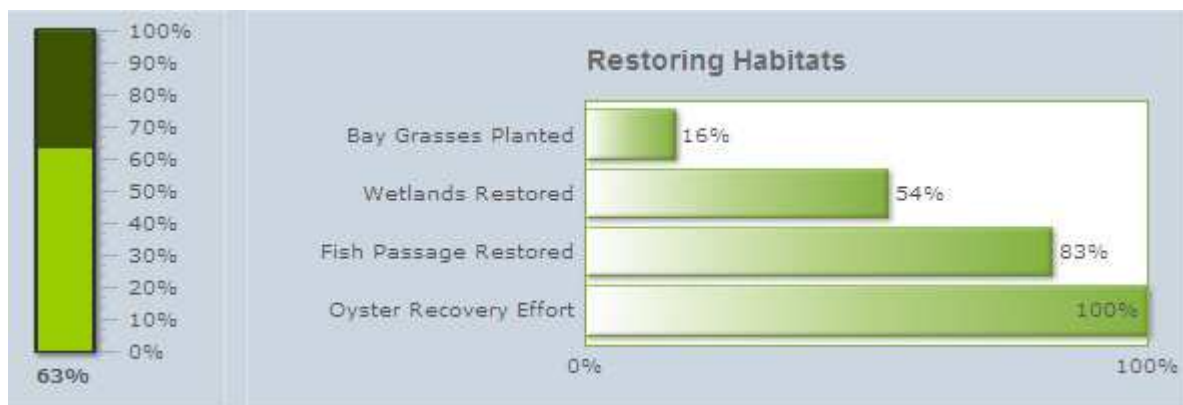 100%
90%
80%
70%
60%
50%
40%
30%
20%
10%
0%
63%
Restoring Habitats
Bay Grasses Planted 16%
Wetlands Restored 54%
Fish Passage Restored 83%
Oyster Recovery Effort 100%
0% 100%